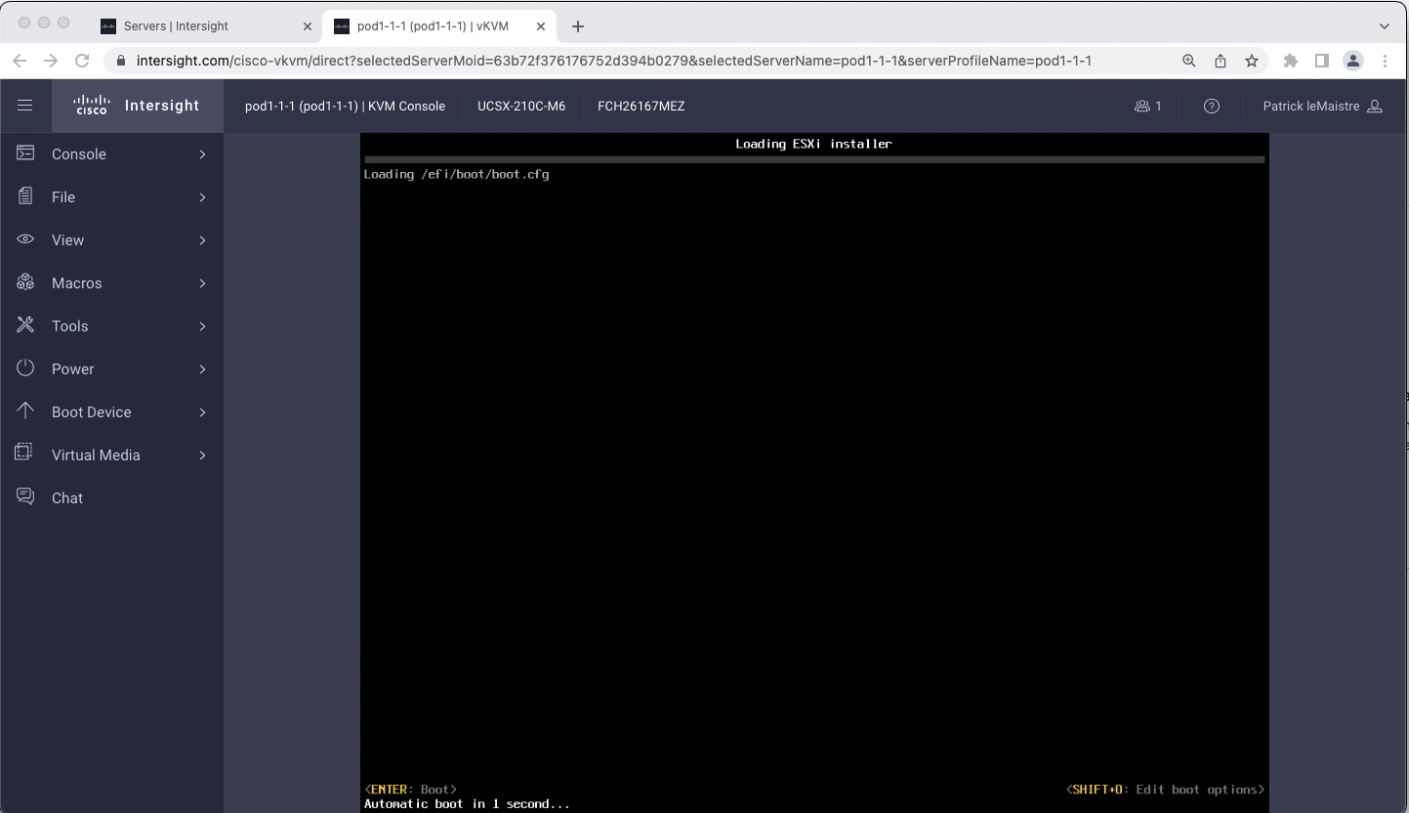 Servers | Intersight
pod1-1-1 (pod1-1-1) | vKVM
intersight.com/cisco-vkvm/direct?selectedServerMoid=63b72f376176752d394b0279&selectedServerName=pod1-1-1&serverProfileName=pod1-1-1
cisco Intersight
pod1-1-1 (pod1-1-1) | KVM Console
UCSX-210C-M6
FCH26167MEZ
1
Patrick leMaistre
Console
File
View
Macros
Tools
Power
Boot Device
Virtual Media
Chat
Loading ESXi installer
Loading /efi/boot/boot.cfg
<ENTER: Boot>
<SHIFT+O: Edit boot options>
Automatic boot in 1 second...